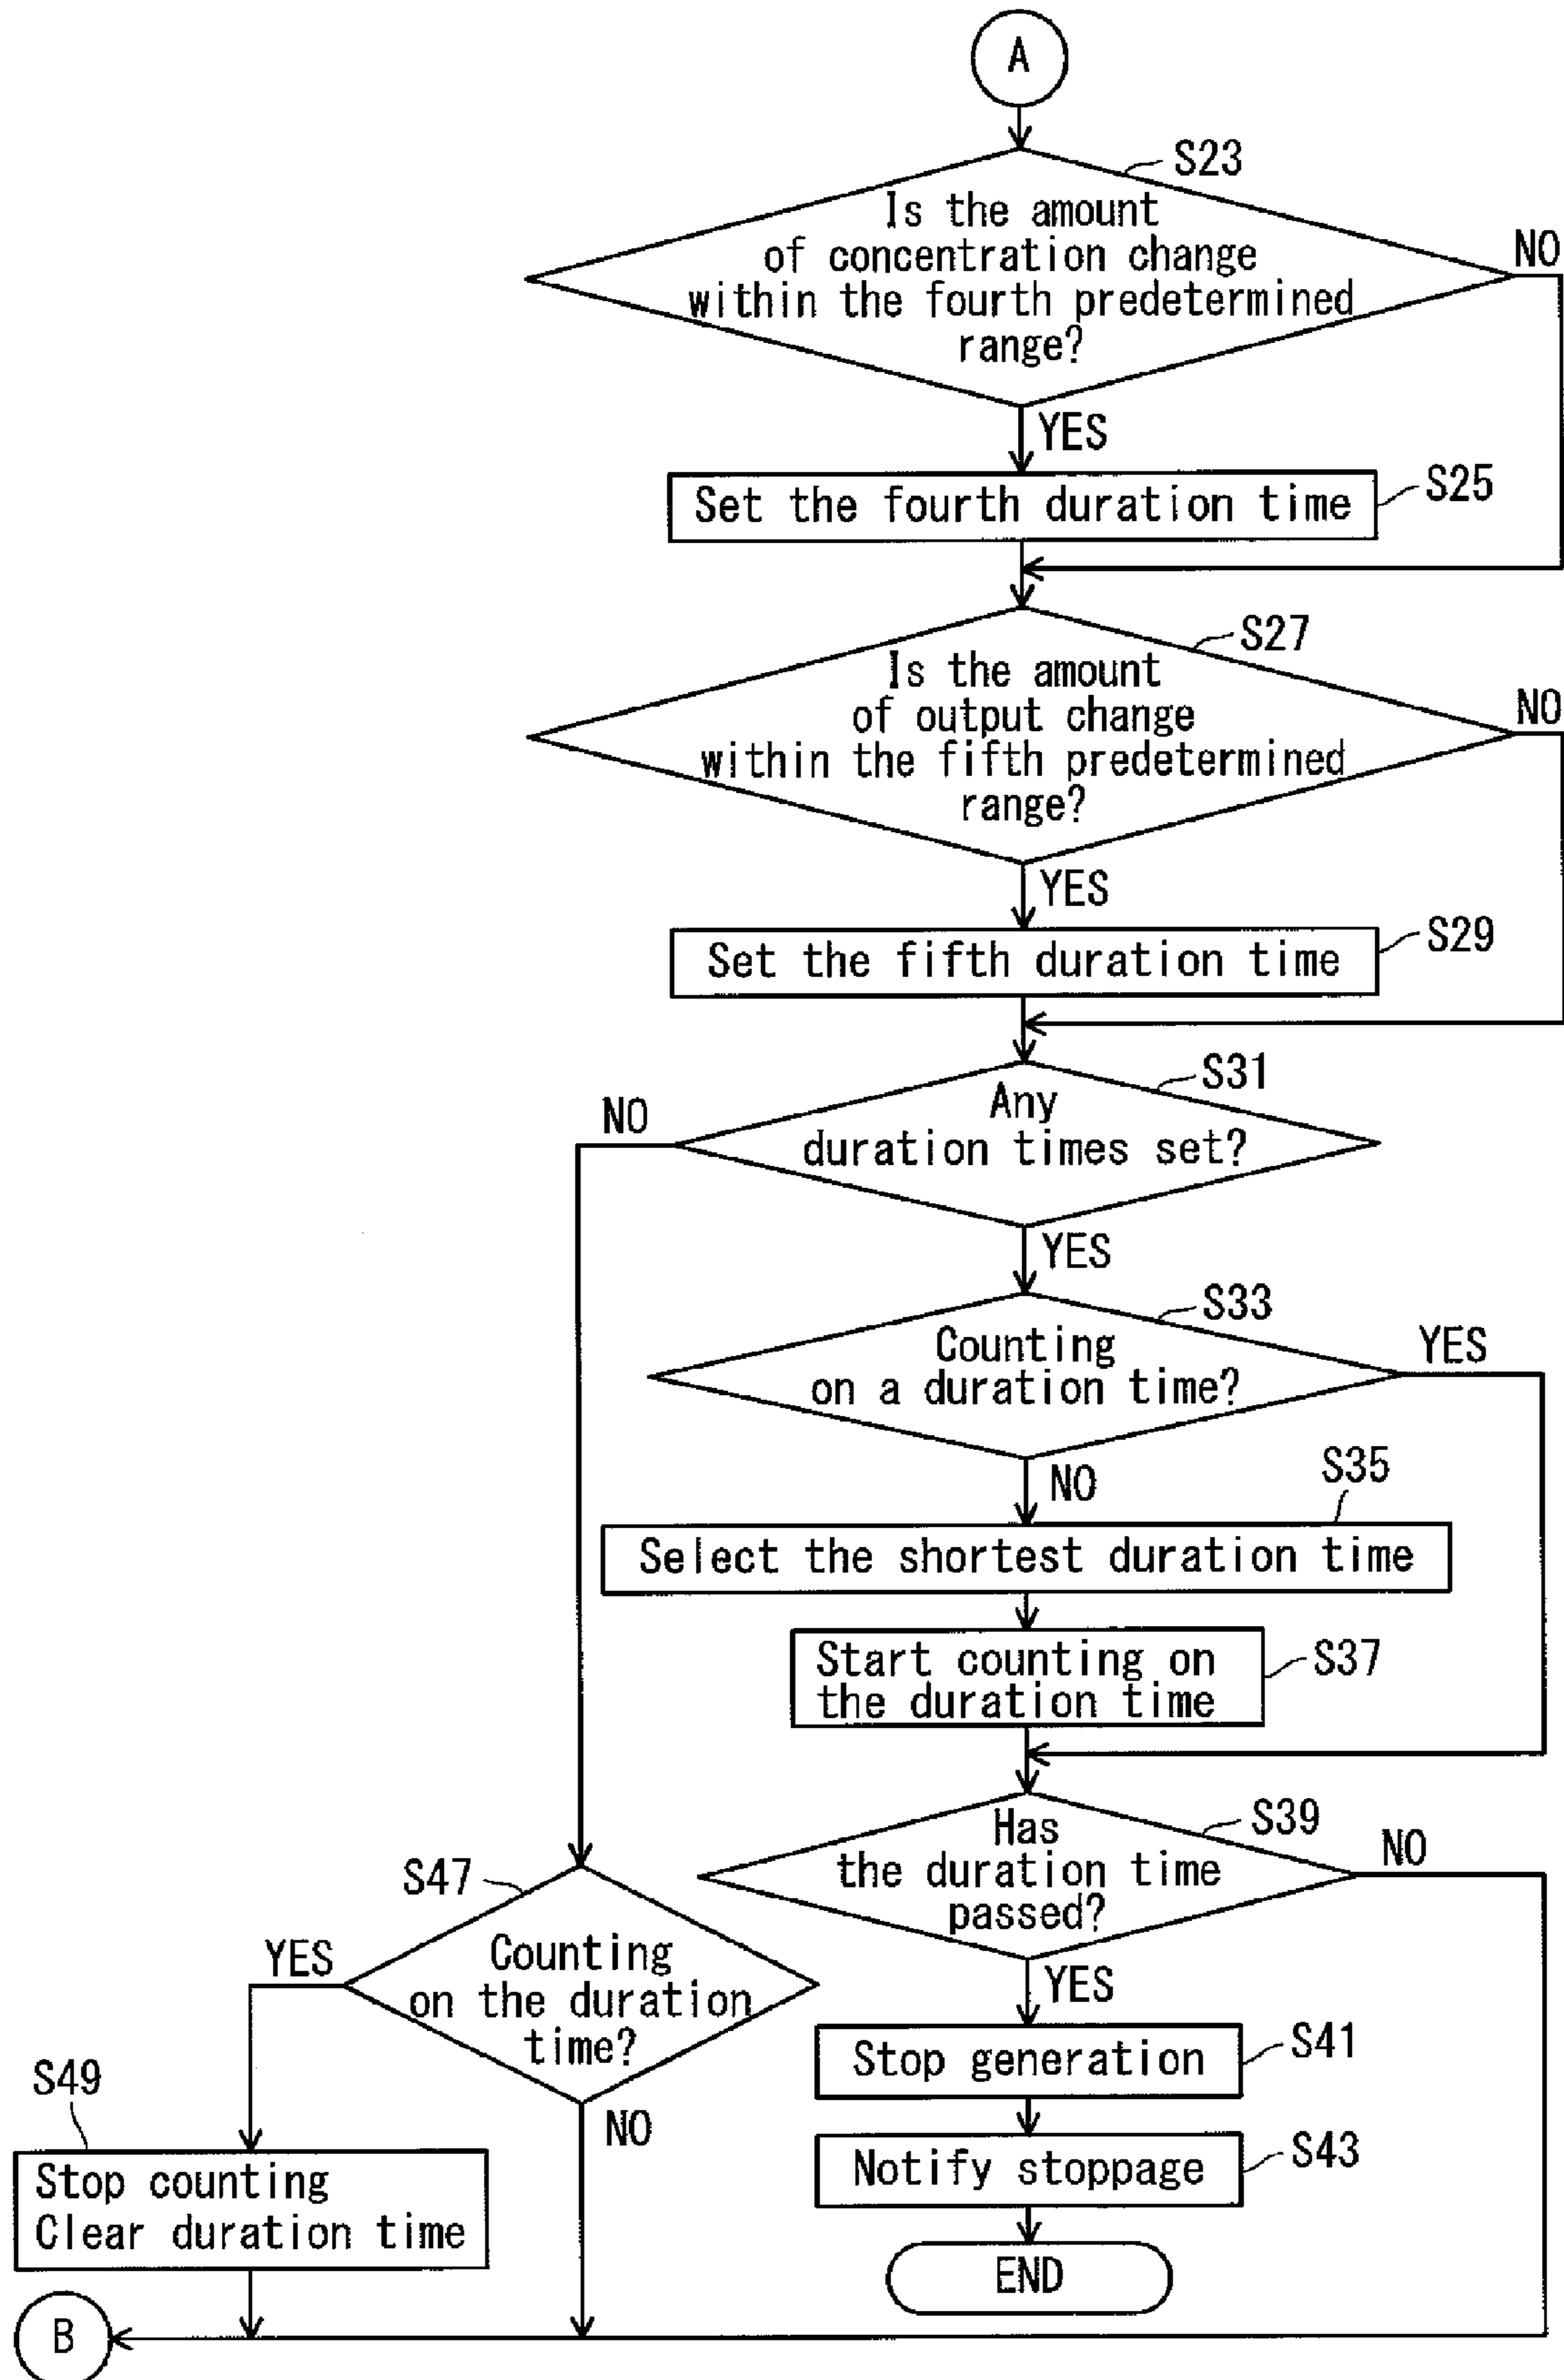 A
S23
Is the amount
of concentration change
within the fourth predetermined
range?
NO
YES
Set the fourth duration time
S25
S27
Is the amount
of output change
within the fifth predetermined
range?
NO
YES
Set the fifth duration time
S29
S31
Any
duration times set?
NO
YES
S33
Counting
on a duration time?
YES
NO
S35
Select the shortest duration time
Start counting on
the duration time
S37
S39
Has
the duration time
passed?
NO
YES
S47
Counting
on the duration
time?
YES
NO
Stop generation
S41
S49
Stop counting
Clear duration time
Notify stoppage
S43
END
B